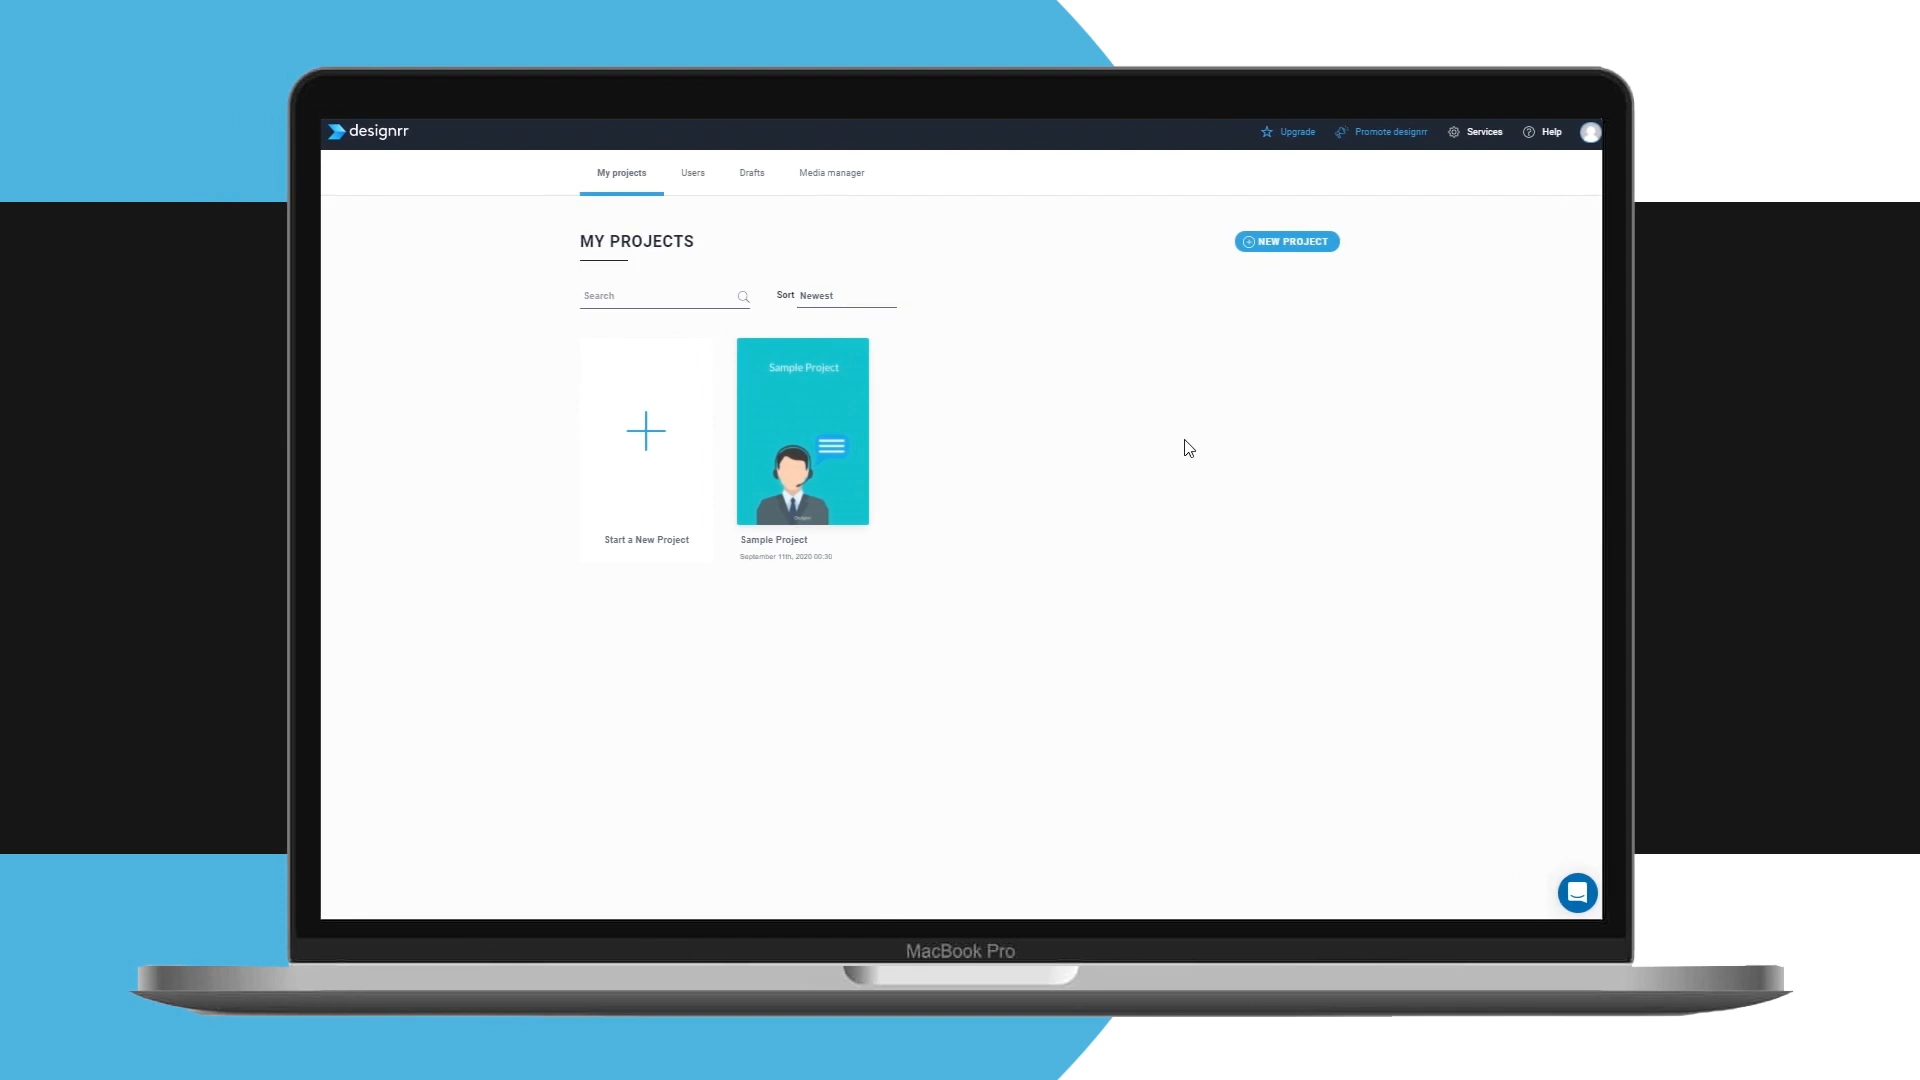 designrr
Upgrade
Promote designrr
Services
Help
My projects
Users
Drafts
Media manager
MY PROJECTS
NEW PROJECT
Search
Sort Newest
Sample Project
Start a New Project
Sample Project
September 11th, 2020 00:30
MacBook Pro